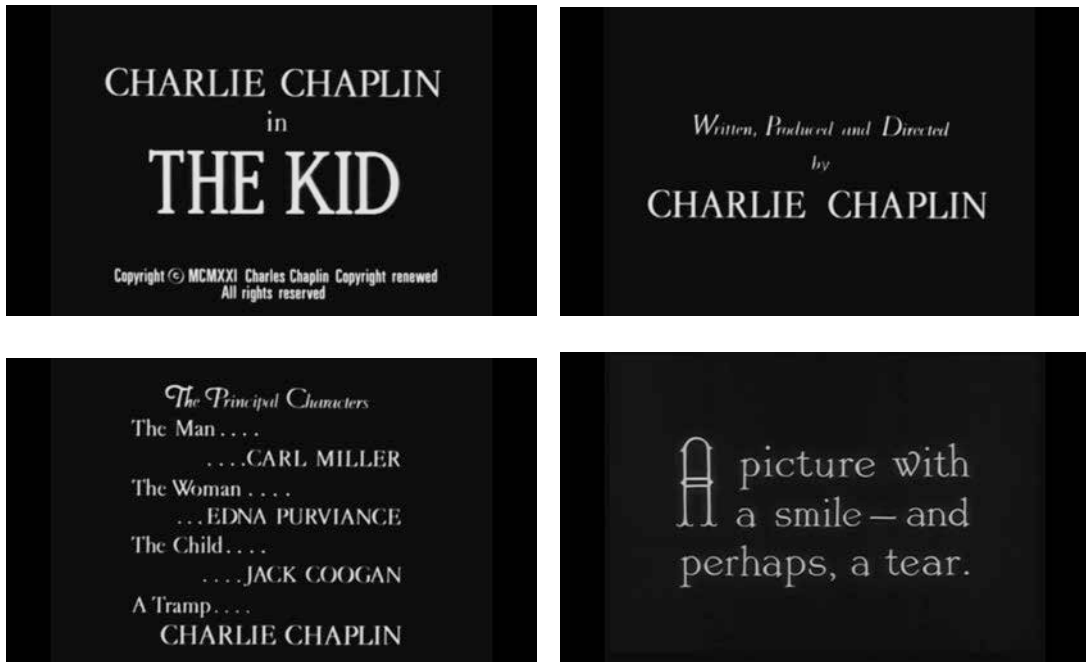 CHARLIE CHAPLIN
in
THE KID
Copyright © MCMXXI Charles Chaplin Copyright renewed
All rights reserved
Written, Produced and Directed
by
CHARLIE CHAPLIN
The Principal Characters
The Man....
....CARL MILLER
The Woman ....
...EDNA PURVIANCE
The Child....
....JACK COOGAN
A Tramp....
CHARLIE CHAPLIN
A picture with
a smile — and
perhaps, a tear.